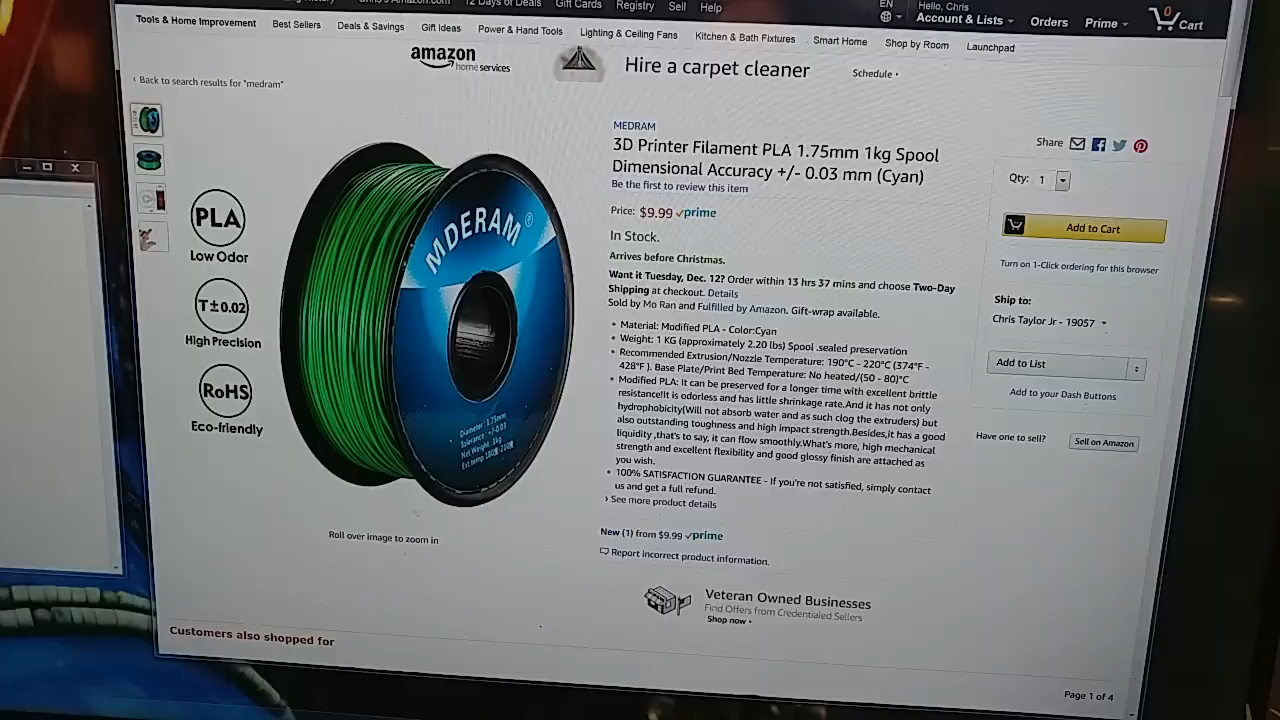 12 Days of Deals Gift Cards Registry Sell Help
EN
Hello, Chris
Account & Lists Orders Prime 0 Cart
Tools & Home Improvement Best Sellers Deals & Savings Gift Ideas Power & Hand Tools Lighting & Ceiling Fans Kitchen & Bath Fixtures Smart Home Shop by Room Launchpad
amazon
home services
Hire a carpet cleaner
Schedule ›
‹ Back to search results for "medram"
MEDRAM
3D Printer Filament PLA 1.75mm 1kg Spool
Dimensional Accuracy +/- 0.03 mm (Cyan)
Be the first to review this item
Price: $9.99 prime
In Stock.
Arrives before Christmas.
Want it Tuesday, Dec. 12? Order within 13 hrs 37 mins and choose Two-Day
Shipping at checkout. Details
Sold by Mo Ran and Fulfilled by Amazon. Gift-wrap available.
• Material: Modified PLA - Color:Cyan
• Weight: 1 KG (approximately 2.20 lbs) Spool .sealed preservation
• Recommended Extrusion/Nozzle Temperature: 190°C - 220°C (374°F -
428°F ). Base Plate/Print Bed Temperature: No heated/(50 - 80)°C
• Modified PLA: It can be preserved for a longer time with excellent brittle
resistance!It is odorless and has little shrinkage rate.And it has not only
hydrophobicity(Will not absorb water and as such clog the extruders) but
also outstanding toughness and high impact strength.Besides,it has a good
liquidity ,that's to say, it can flow smoothly.What's more, high mechanical
strength and excellent flexibility and good glossy finish are attached as
you wish.
• 100% SATISFACTION GUARANTEE - If you're not satisfied, simply contact
us and get a full refund.
› See more product details
New (1) from $9.99 prime
Report incorrect product information.
Veteran Owned Businesses
Find Offers from Credentialed Sellers
Shop now ›
Share
Qty: 1
Add to Cart
Turn on 1-Click ordering for this browser
Ship to:
Chris Taylor Jr - 19057
Add to List
Add to your Dash Buttons
Have one to sell? Sell on Amazon
PLA
Low Odor
T±0.02
High Precision
RoHS
Eco-friendly
MDERAM®
Diameter: 1.75mm
Tolerance: +/-0.03
Net Weight: 1kg
Roll over image to zoom in
Customers also shopped for
Page 1 of 4